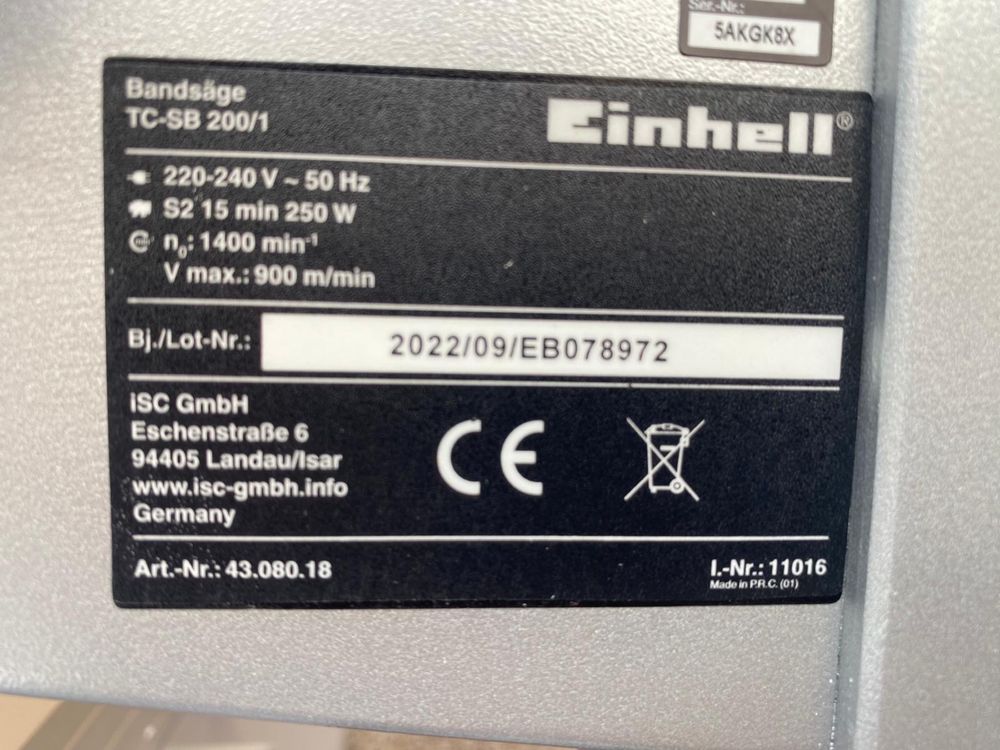 Ser.-Nr.:
5AKGK8X
Bandsäge
TC-SB 200/1
Einhell®
220-240 V ~ 50 Hz
S2 15 min 250 W
n₀: 1400 min⁻¹
V max.: 900 m/min
Bj./Lot-Nr.: 2022/09/EB078972
iSC GmbH
Eschenstraße 6
94405 Landau/Isar
www.isc-gmbh.info
Germany
CE
Art.-Nr.: 43.080.18
I.-Nr.: 11016
Made in P.R.C. (01)